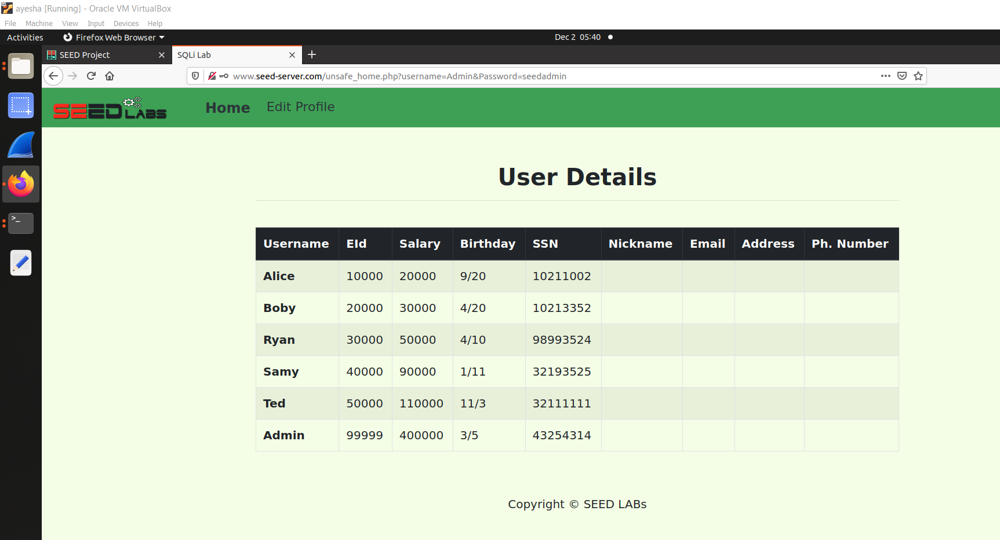 ayesha [Running] - Oracle VM VirtualBox
File Machine View Input Devices Help
Activities Firefox Web Browser Dec 2 05:40
SEED Project SQLi Lab
www.seed-server.com/unsafe_home.php?username=Admin&Password=seedadmin
SEED LABS Home Edit Profile
User Details
Username EId Salary Birthday SSN Nickname Email Address Ph. Number
Alice 10000 20000 9/20 10211002
Boby 20000 30000 4/20 10213352
Ryan 30000 50000 4/10 98993524
Samy 40000 90000 1/11 32193525
Ted 50000 110000 11/3 32111111
Admin 99999 400000 3/5 43254314
Copyright © SEED LABs